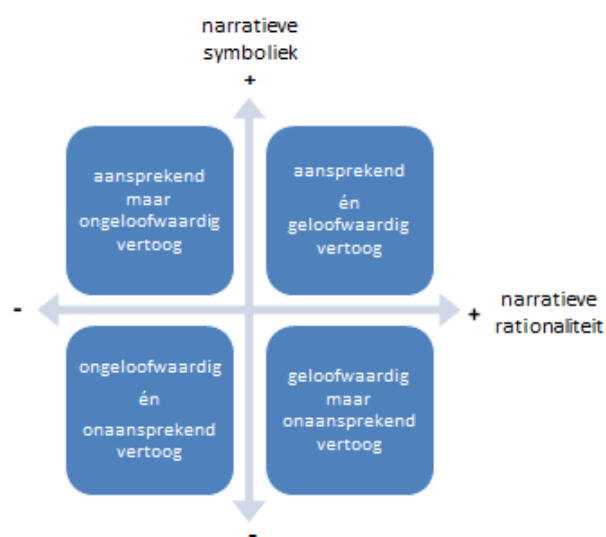 narratieve
symboliek
+
aansprekend
maar
ongeloofwaardig
vertoog
aansprekend
én
geloofwaardig
vertoog
-
+
narratieve
rationaliteit
ongeloofwaardig
én
onaansprekend
vertoog
geloofwaardig
maar
onaansprekend
vertoog
-